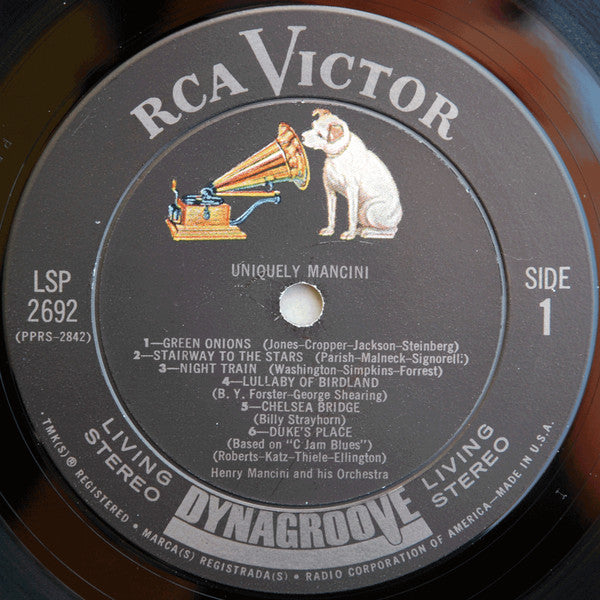 RCA VICTOR
UNIQUELY MANCINI
LSP
2692
(PPRS-2842)
SIDE
1
1—GREEN ONIONS (Jones-Cropper-Jackson-Steinberg)
2—STAIRWAY TO THE STARS (Parish-Malneck-Signorelli)
3—NIGHT TRAIN (Washington-Simpkins-Forrest)
4—LULLABY OF BIRDLAND
(B. Y. Forster-George Shearing)
5—CHELSEA BRIDGE
(Billy Strayhorn)
6—DUKE'S PLACE
(Based on "C Jam Blues")
(Roberts-Katz-Thiele-Ellington)
Henry Mancini and his Orchestra
LIVING
STEREO
DYNAGROOVE
LIVING
STEREO
TMK(S) ® REGISTERED • MARCA(S) REGISTRADA(S) • RADIO CORPORATION OF AMERICA—MADE IN U.S.A.